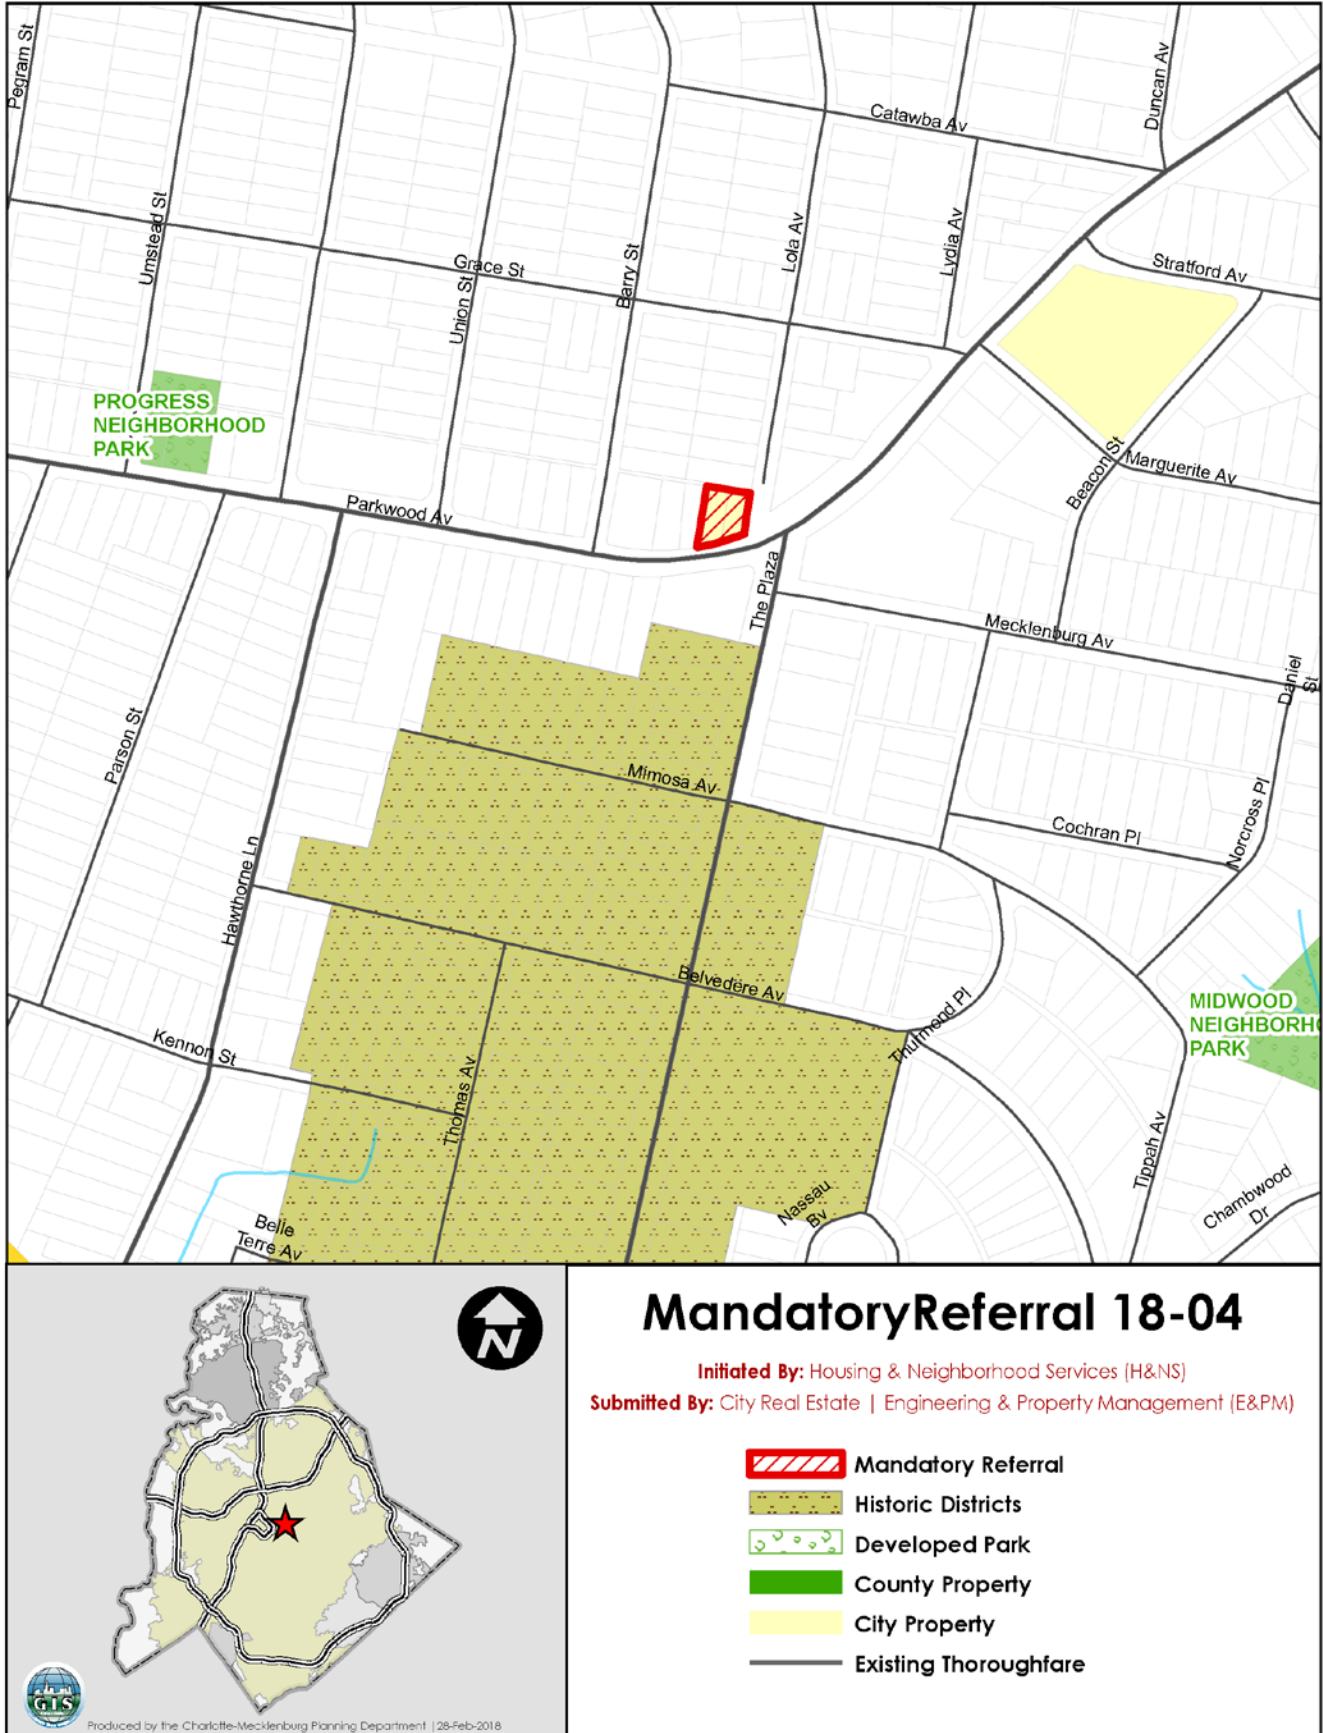 Pegram St
Duncan Av
Catawba Av
Umstead St
Lola Av
Lydia Av
Barry St
Grace St
Union St
Stratford Av
PROGRESS
NEIGHBORHOOD
PARK
Beacon St
Marguerite Av
Parkwood Av
The Plaza
Mecklenburg Av
Daniel
St
Parson St
Mimosa Av
Norcross Pl
Cochran Pl
Hawthorne Ln
Belvedere Av
Thurmond Pl
MIDWOOD
NEIGHBORHO
PARK
Kennon St
Thomas Av
Tippah Av
Nassau
Bv
Chambwood
Dr
Belle
Terre Av
N
MandatoryReferral 18-04
Initiated By: Housing & Neighborhood Services (H&NS)
Submitted By: City Real Estate | Engineering & Property Management (E&PM)
Mandatory Referral
Historic Districts
Developed Park
County Property
City Property
Existing Thoroughfare
GIS
Produced by the Charlotte-Mecklenburg Planning Department |28-Feb-2018